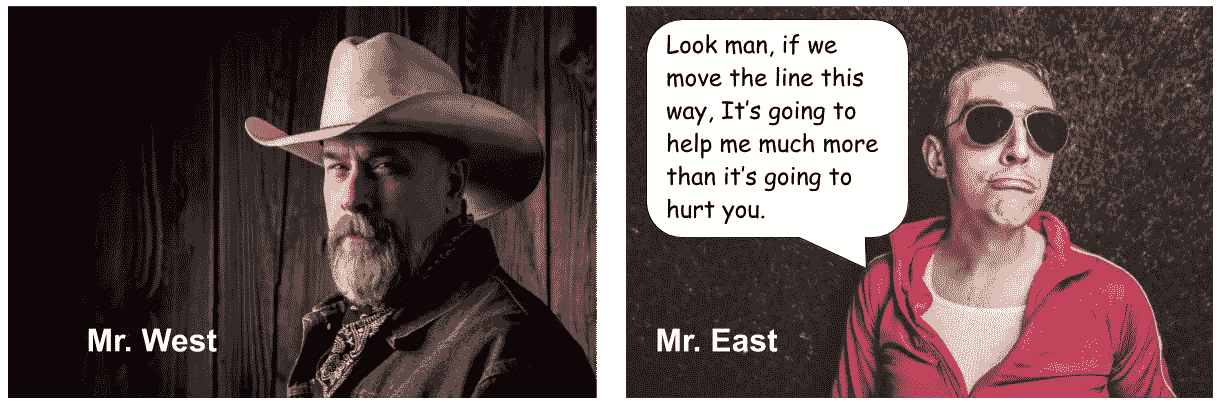 Look man, if we
move the line this
way, It's going to
help me much more
than it's going to
hurt you.
Mr. West
Mr. East